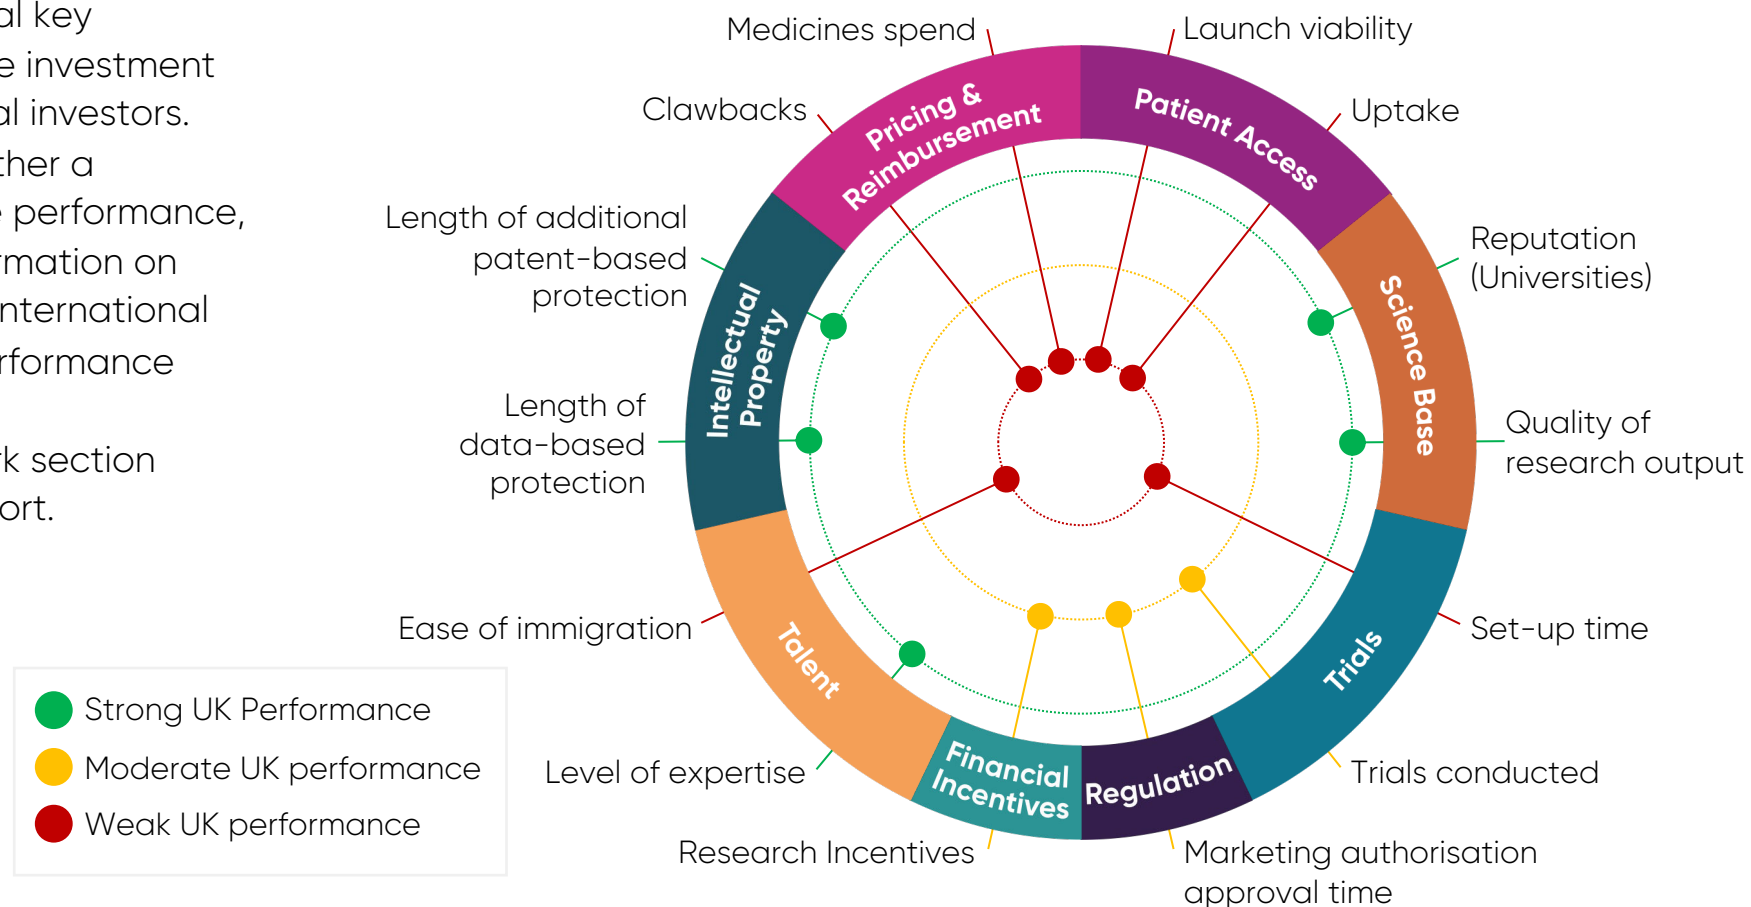 al key
e investment
al investors.
ther a
e performance,
rmation on
nternational
rformance
rk section
ort.
Medicines spend
Launch viability
Clawbacks
Uptake
Pricing &
Reimbursement
Patient Access
Length of additional
patent-based
protection
Reputation
(Universities)
Intellectual
Property
Science Base
Length of
data-based
protection
Quality of
research output
Ease of immigration
Set-up time
Talent
Trials
Level of expertise
Trials conducted
Financial
Incentives
Regulation
Research Incentives
Marketing authorisation
approval time
Strong UK Performance
Moderate UK performance
Weak UK performance